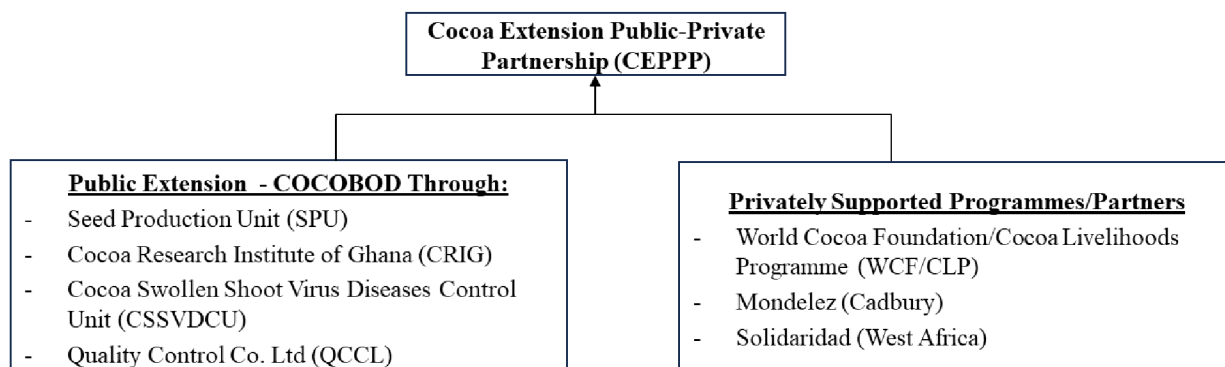 Cocoa Extension Public-Private
Partnership (CEPPP)
Public Extension - COCOBOD Through:
- Seed Production Unit (SPU)
- Cocoa Research Institute of Ghana (CRIG)
- Cocoa Swollen Shoot Virus Diseases Control
Unit (CSSVDCU)
- Quality Control Co. Ltd (QCCL)
Privately Supported Programmes/Partners
- World Cocoa Foundation/Cocoa Livelihoods
Programme (WCF/CLP)
- Mondelez (Cadbury)
- Solidaridad (West Africa)